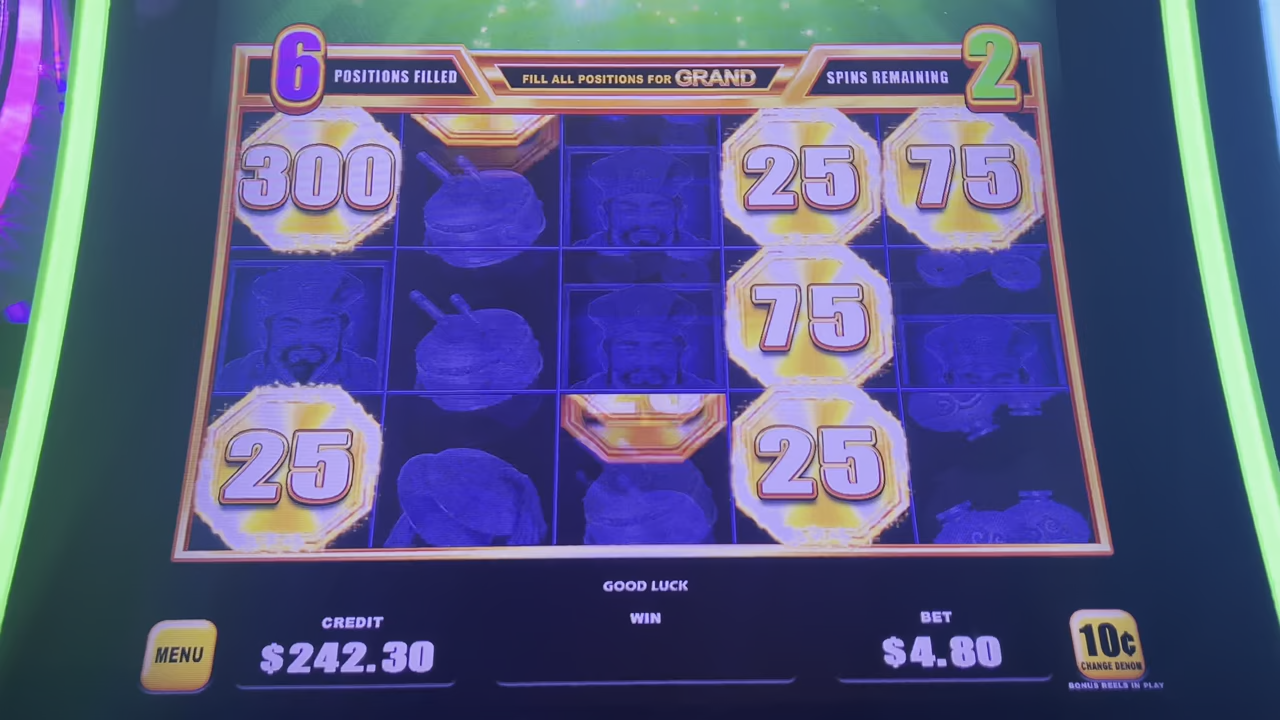 6 POSITIONS FILLED
FILL ALL POSITIONS FOR GRAND
SPINS REMAINING 2
300 25 75
75
25 25
GOOD LUCK
CREDIT WIN BET
$242.30 $4.80
MENU
10¢
CHANGE DENOM
BONUS REELS IN PLAY